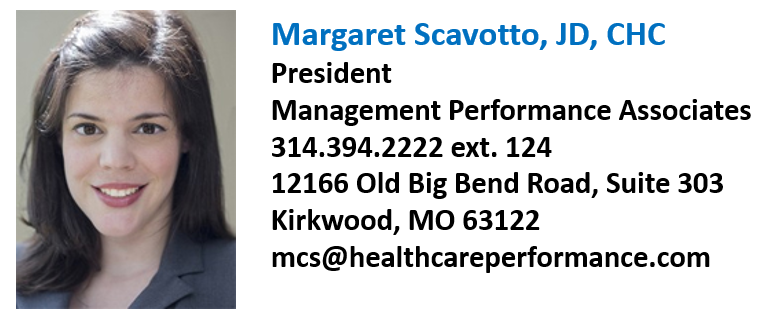 Margaret Scavotto, JD, CHC
President
Management Performance Associates
314.394.2222 ext. 124
12166 Old Big Bend Road, Suite 303
Kirkwood, MO 63122
mcs@healthcareperformance.com